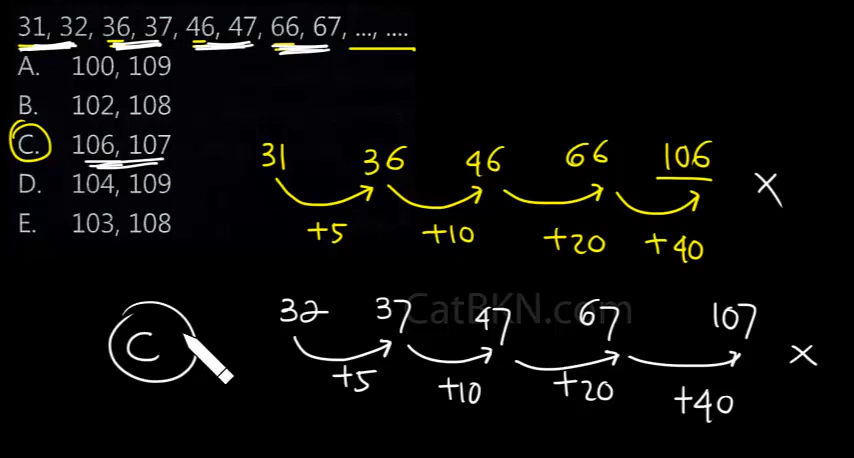 31, 32, 36, 37, 46, 47, 66, 67, ..., ....
A. 100, 109
B. 102, 108
C. 106, 107
D. 104, 109
E. 103, 108
31 36 46 66 106 x
+5 +10 +20 +40
CatBKN.com
32 37 47 67 107 x
+5 +10 +20 +40
C